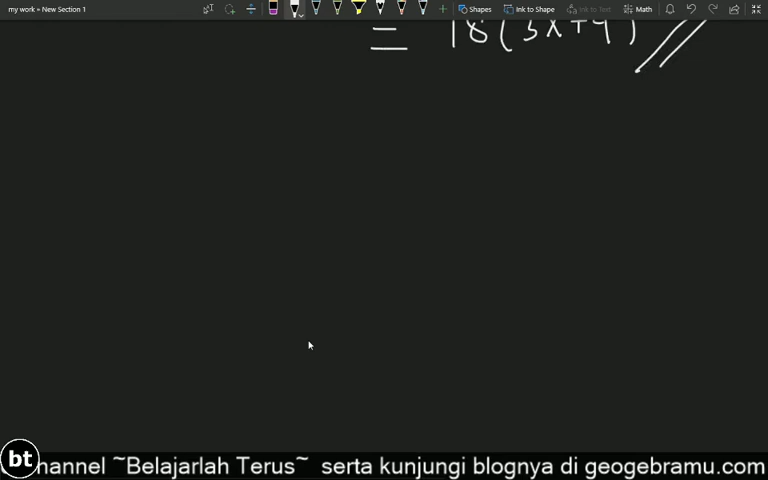 my work » New Section 1
Shapes
Ink to Shape
Ink to Text
Math
= 18(3x+4)
bt
hannel ~Belajarlah Terus~ serta kunjungi blognya di geogebramu.com